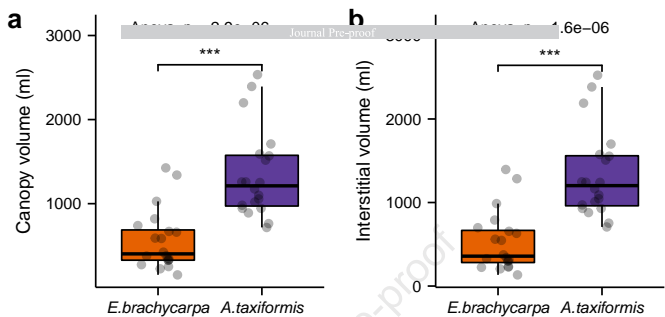 a
b
Journal Pre-proof
1.6e−06
3000
***
***
Canopy volume (ml)
2000
1000
Interstitial volume (ml)
2000
1000
0
E.brachycarpa
A.taxiformis
E.brachycarpa
A.taxiformis
e-proof